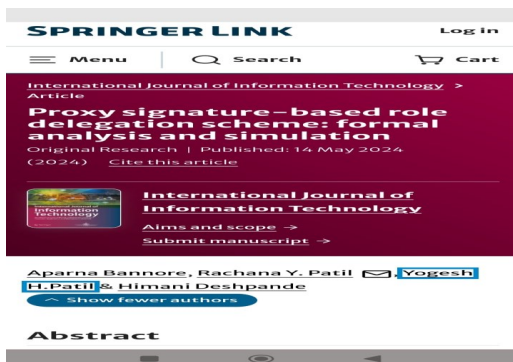 SPRINGER LINK
Log in
Menu
Search
Cart
International Journal of Information Technology >
Article
Proxy signature–based role
delegation scheme: formal
analysis and simulation
Original Research | Published: 14 May 2024
(2024) Cite this article
International Journal of
Information Technology
Aims and scope →
Submit manuscript →
Aparna Bannore, Rachana Y. Patil, Yogesh
H.Patil & Himani Deshpande
Show fewer authors
Abstract